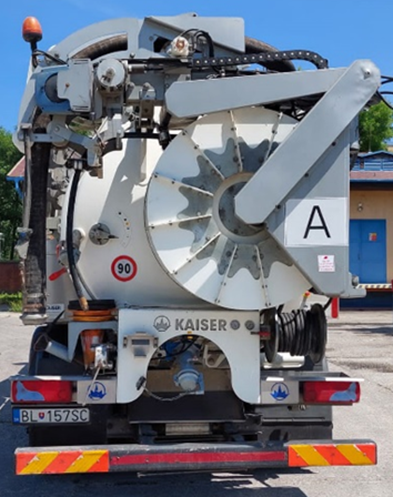 A
90
KAISER
BL·157SC